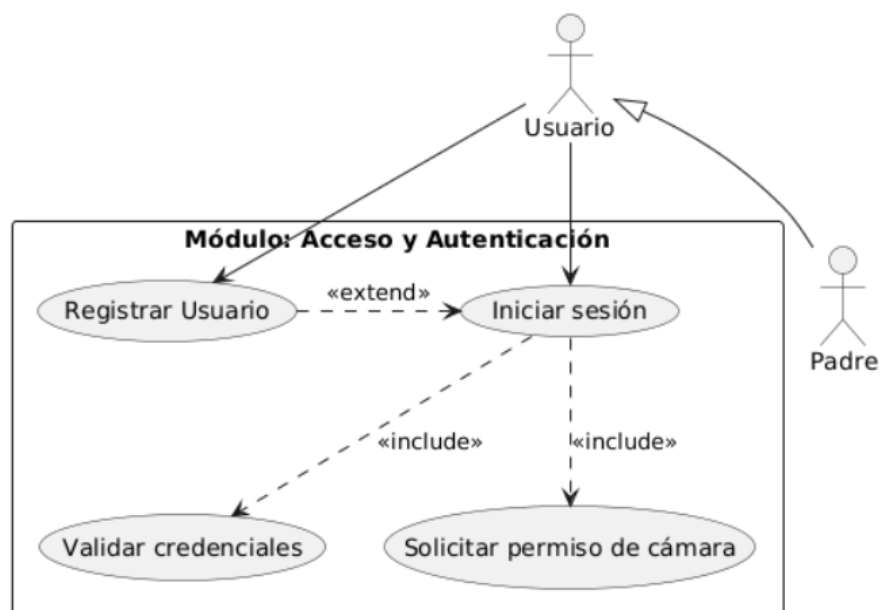 Usuario
Módulo: Acceso y Autenticación
Registrar Usuario
«extend»
Iniciar sesión
Padre
«include»
«include»
Validar credenciales
Solicitar permiso de cámara